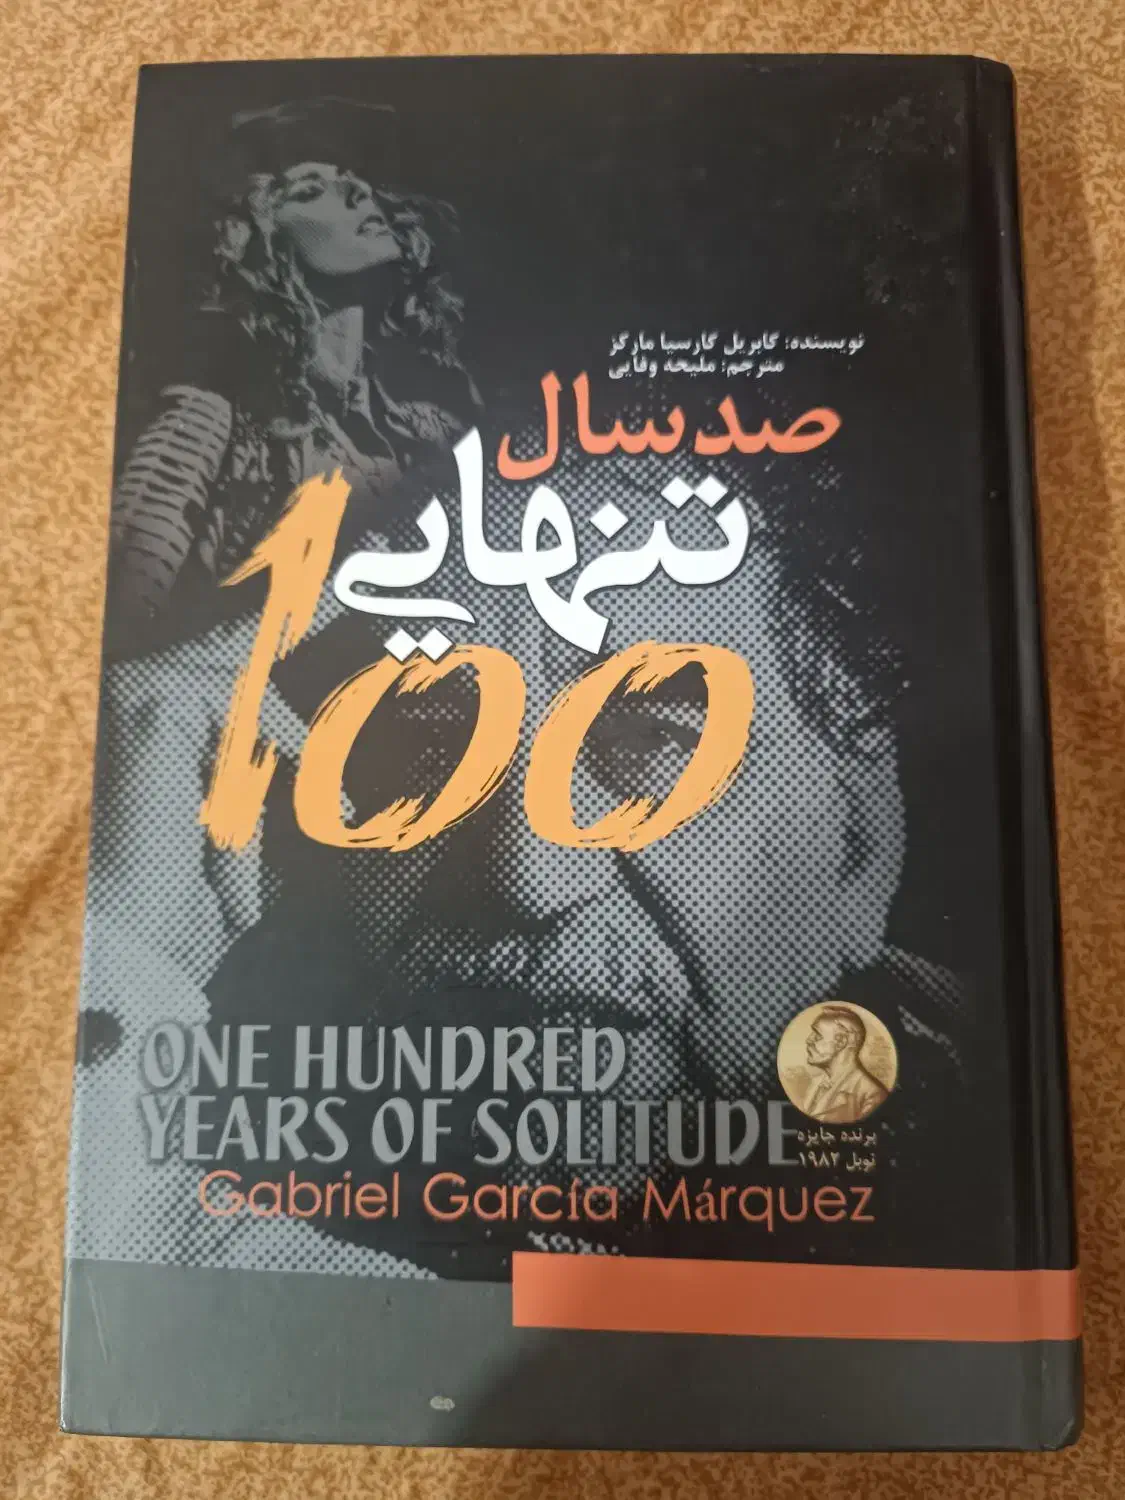 نویسنده: گابریل گارسیا مارکز
مترجم: ملیحه وفایی
صد سال
تنهایی
100
ONE HUNDRED
YEARS OF SOLITUDE
برنده جایزه
نوبل ۱۹۸۲
Gabriel García Márquez